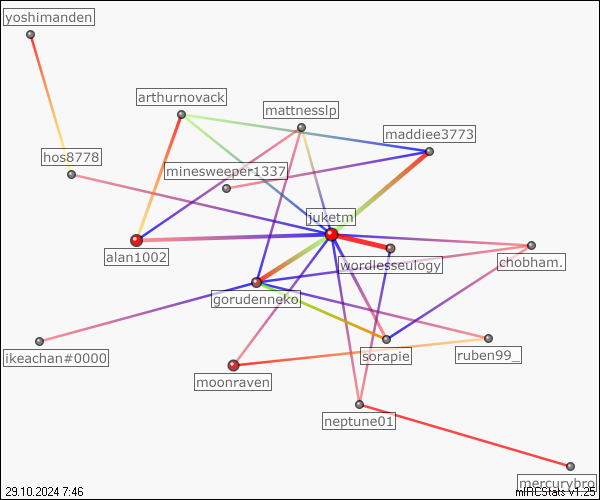 yoshimanden
arthurnovack
mattnesslp
maddiee3773
hos8778
minesweeper1337
juketm
alan1002
wordlesseulogy
chobham.
gorudenneko
ikeachan#0000
sorapie
ruben99_
moonraven
neptune01
mercurybro
29.10.2024 7:46
mIRCStats v1.25